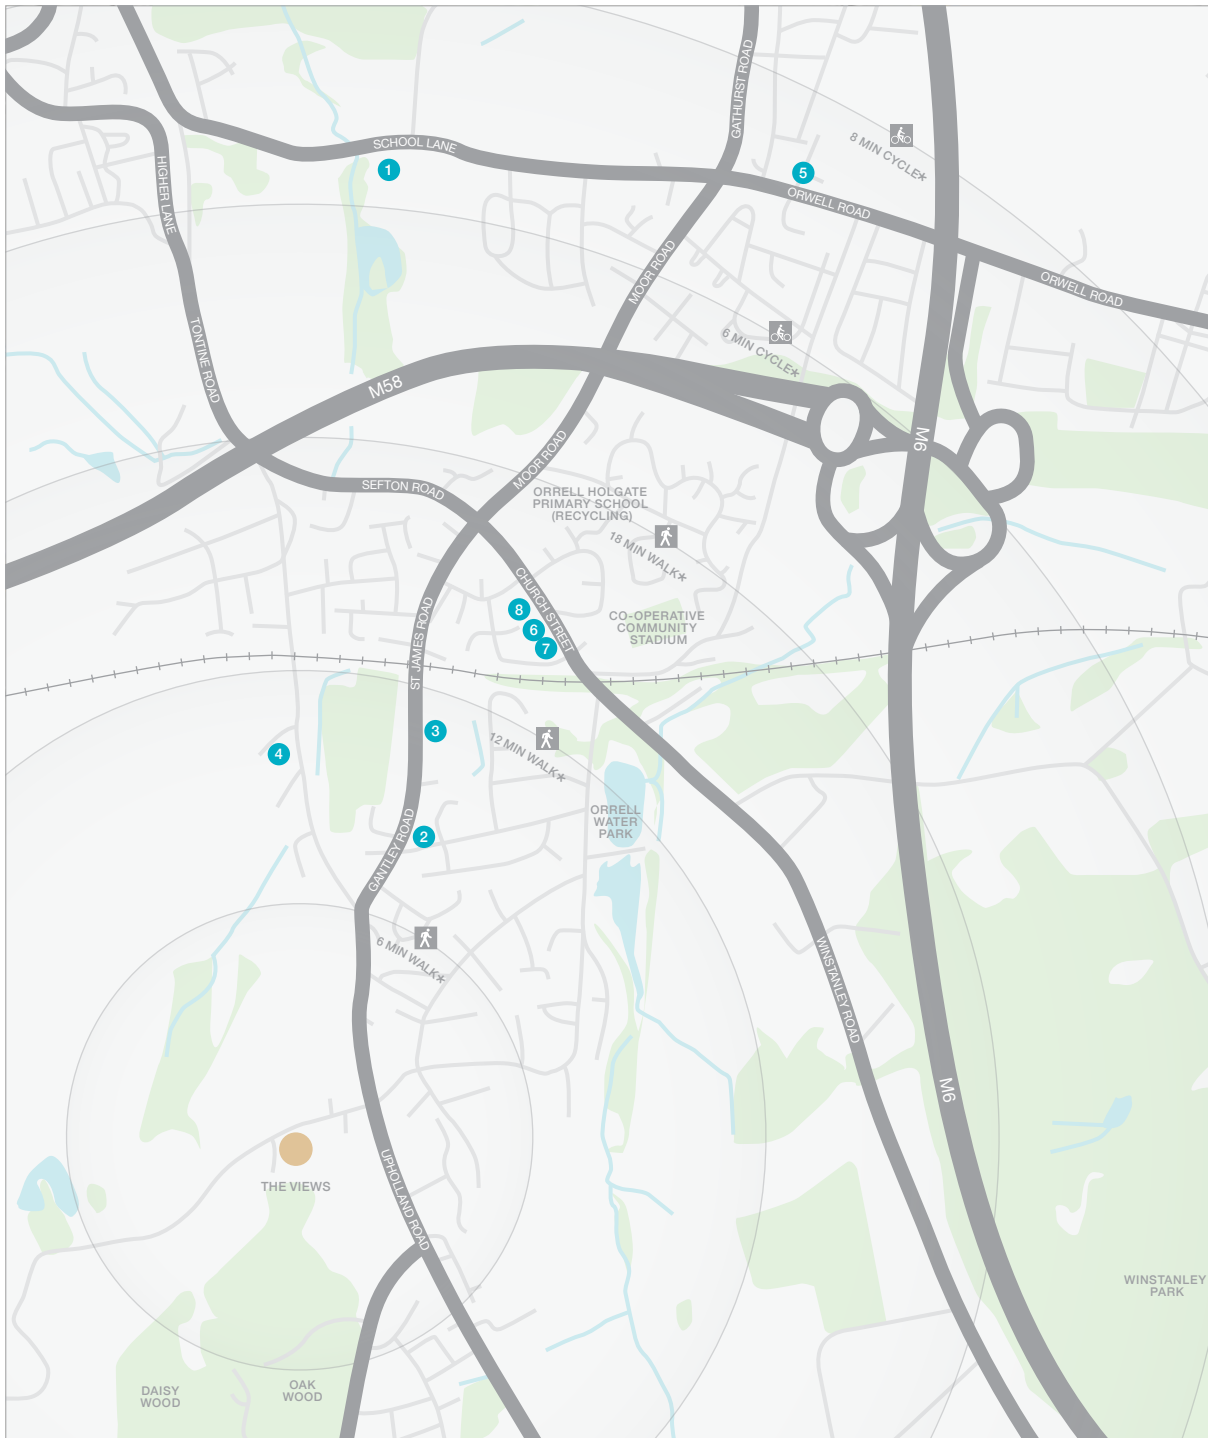 GATHURST ROAD
8 MIN CYCLE*
SCHOOL LANE
1
5
HIGHER LANE
ORWELL ROAD
MOOR ROAD
ORWELL ROAD
TONTINE ROAD
6 MIN CYCLE*
M58
M6
MOOR ROAD
SEFTON ROAD
ORRELL HOLGATE
PRIMARY SCHOOL
(RECYCLING)
18 MIN WALK*
CHURCH STREET
8
6
7
ST JAMES ROAD
CO-OPERATIVE
COMMUNITY
STADIUM
3
4
12 MIN WALK*
ORRELL
WATER
PARK
GANTLEY ROAD
2
6 MIN WALK*
WINSTANLEY ROAD
M6
THE VIEWS
UPHOLLAND ROAD
WINSTANLEY
PARK
DAISY
WOOD
OAK
WOOD